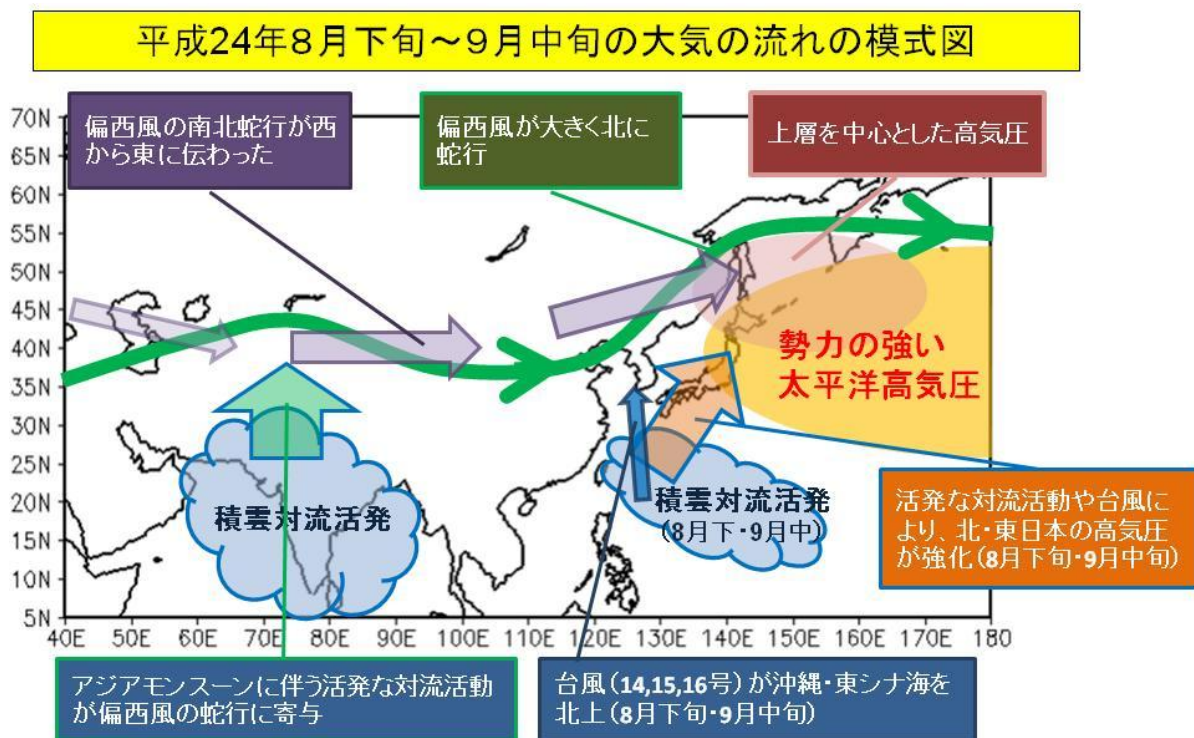 平成24年8月下旬～9月中旬の大気の流れの模式図
偏西風の南北蛇行が西
から東に伝わった
偏西風が大きく北に
蛇行
上層を中心とした高気圧
70N
65N
60N
55N
50N
45N
40N
35N
30N
25N
20N
15N
10N
5N
勢力の強い
太平洋高気圧
積雲対流活発
積雲対流活発
(8月下・9月中)
活発な対流活動や台風に
より、北・東日本の高気圧
が強化(8月下旬・9月中旬)
40E 50E 60E 70E 80E 90E 100E 110E 120E 130E 140E 150E 160E 170E 180
アジアモンスーンに伴う活発な対流活動
が偏西風の蛇行に寄与
台風(14,15,16号)が沖縄・東シナ海を
北上(8月下旬・9月中旬)